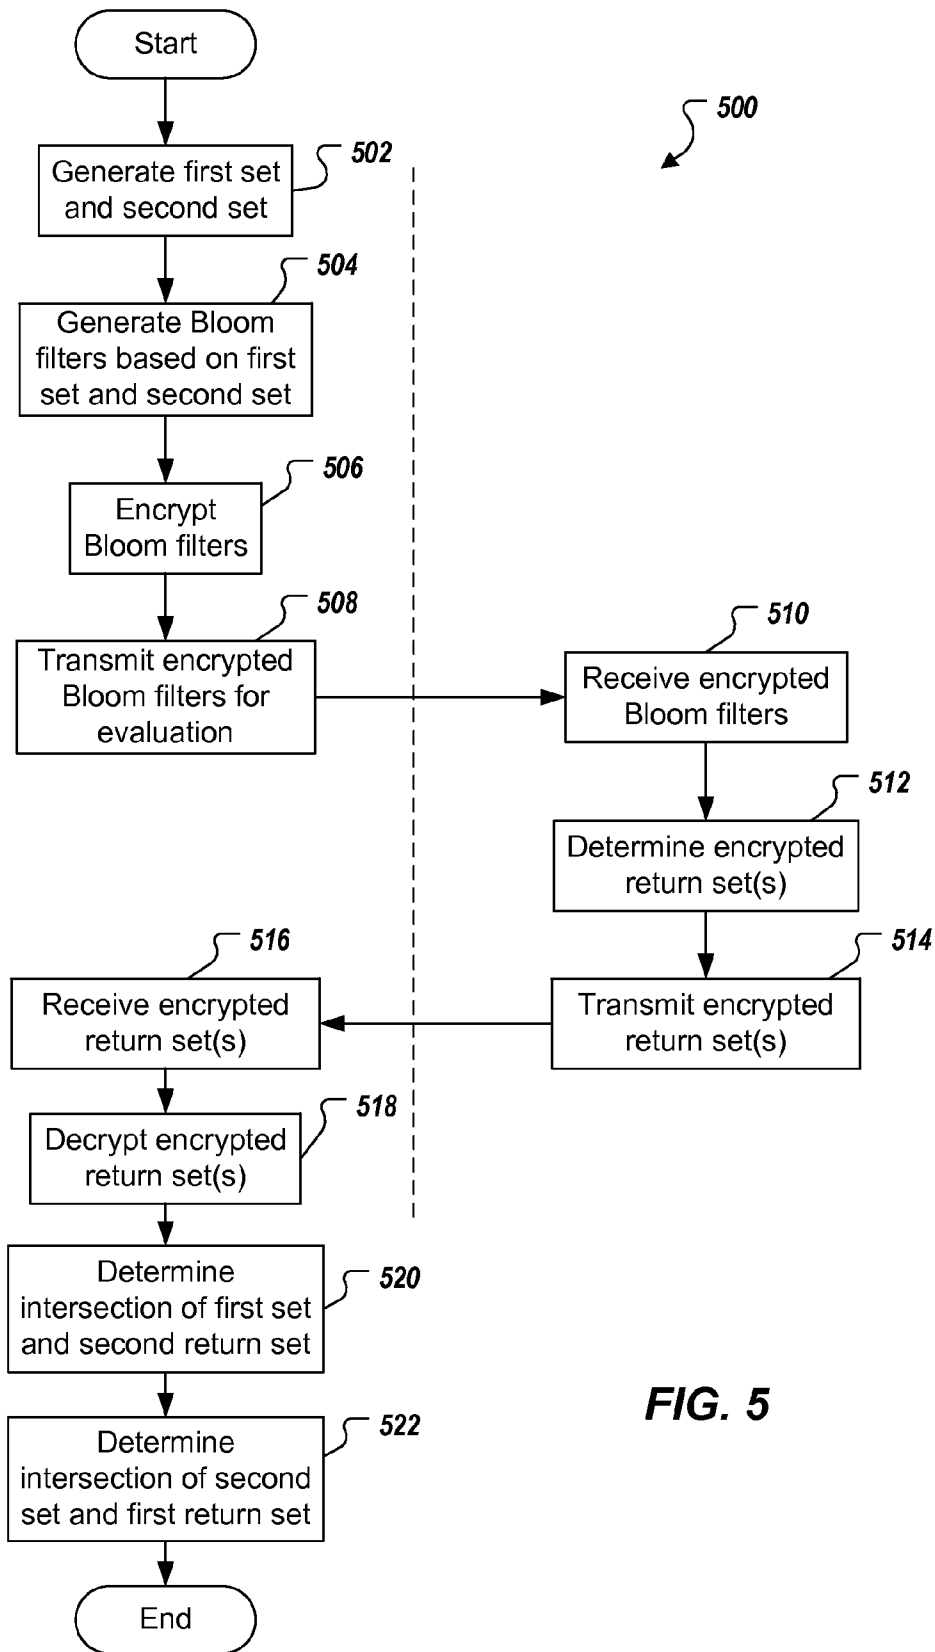 Start
500
502
Generate first set
and second set
504
Generate Bloom
filters based on first
set and second set
506
Encrypt
Bloom filters
508
Transmit encrypted
Bloom filters for
evaluation
510
Receive encrypted
Bloom filters
512
Determine encrypted
return set(s)
514
Transmit encrypted
return set(s)
516
Receive encrypted
return set(s)
518
Decrypt encrypted
return set(s)
520
Determine
intersection of first set
and second return set
522
Determine
intersection of second
set and first return set
End
FIG. 5